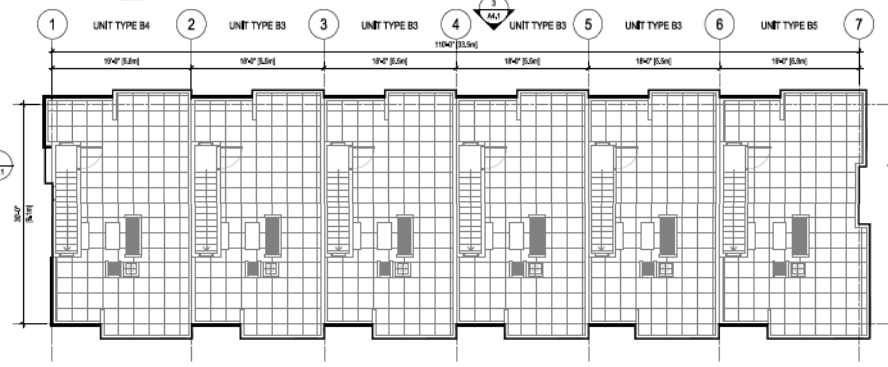 3
A4.1
1 UNIT TYPE B4 2 UNIT TYPE B3 3 UNIT TYPE B3 4 UNIT TYPE B3 5 UNIT TYPE B3 6 UNIT TYPE B5 7
110'-0" [33.5m]
19'-0" [5.8m] 18'-0" [5.5m] 18'-0" [5.5m] 18'-0" [5.5m] 18'-0" [5.5m] 19'-0" [5.8m]
30'-0"
[9.1m]